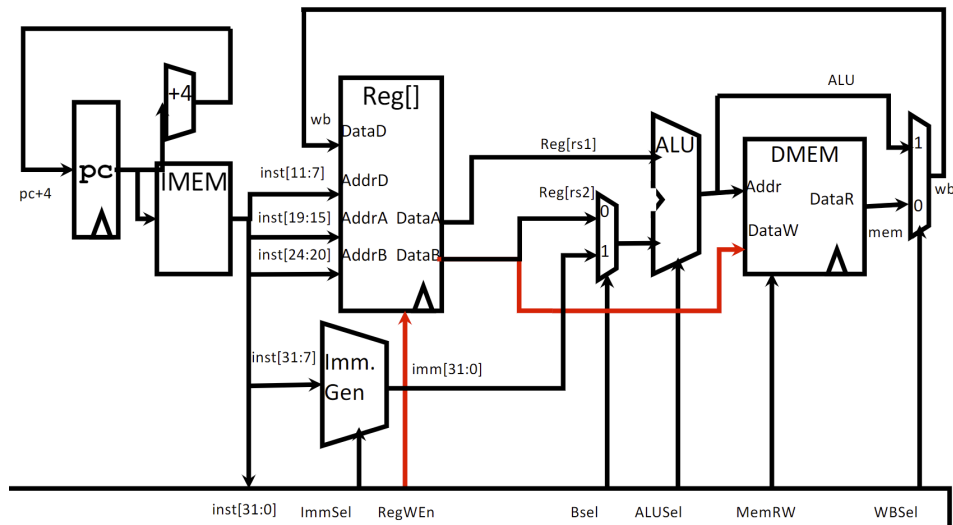 ALU
+4
Reg[]
wb
DataD
Reg[rs1]
ALU
DMEM
1
pc
IMEM
inst[11:7]
AddrD
Reg[rs2]
Addr
DataR
wb
pc+4
inst[19:15]
AddrA
DataA
0
0
DataW
mem
inst[24:20]
AddrB
DataB
1
inst[31:7]
Imm.
Gen
imm[31:0]
inst[31:0]
ImmSel
RegWEn
Bsel
ALUSel
MemRW
WBSel